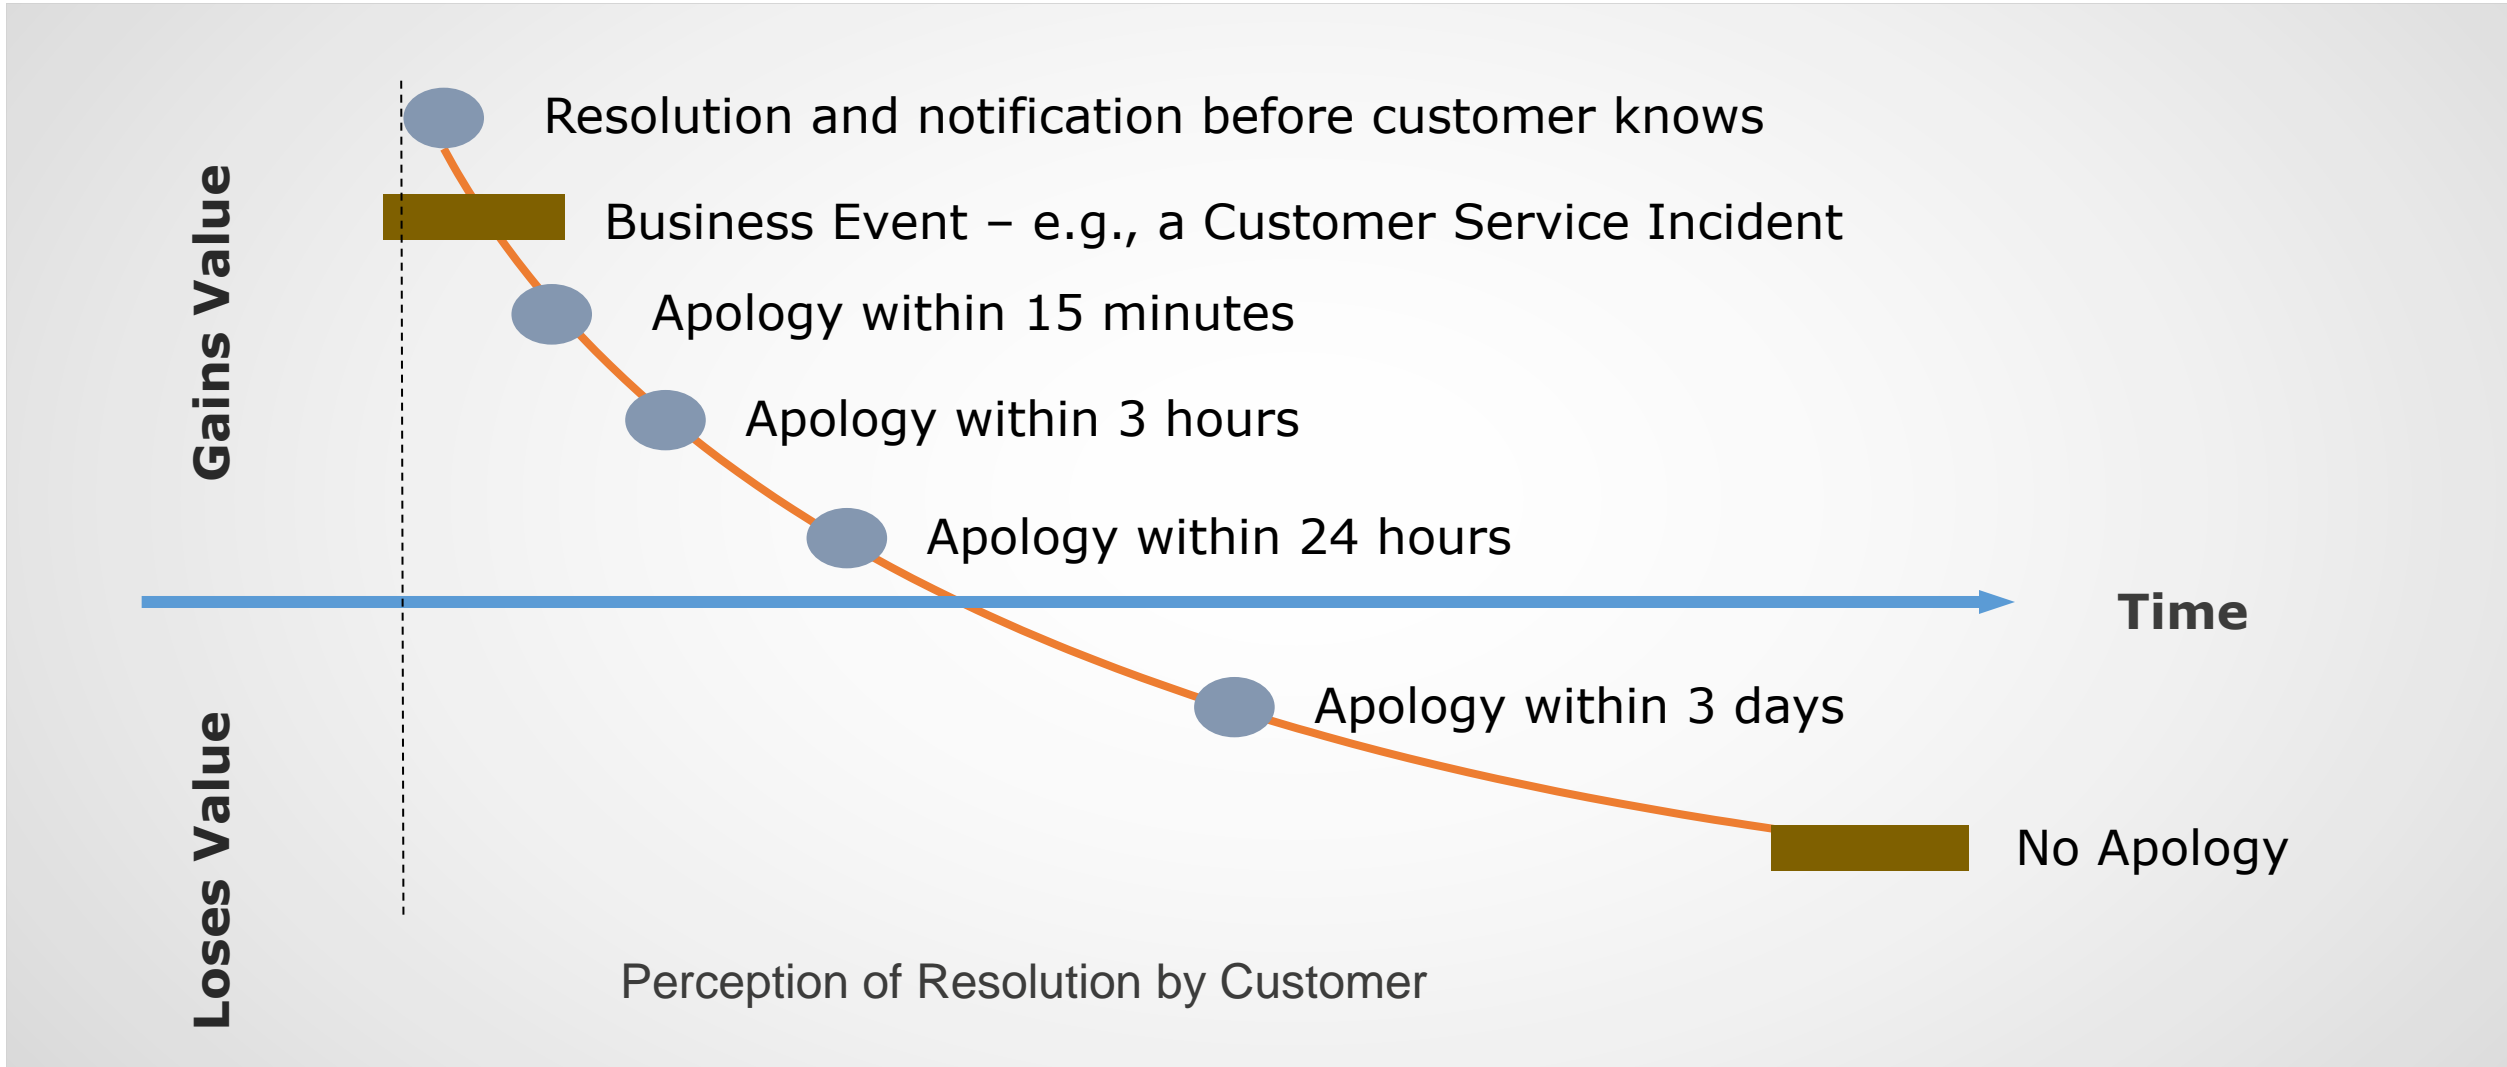 Resolution and notification before customer knows
Business Event – e.g., a Customer Service Incident
Apology within 15 minutes
Apology within 3 hours
Apology within 24 hours
Gains Value
Time
Apology within 3 days
No Apology
Loses Value
Perception of Resolution by Customer